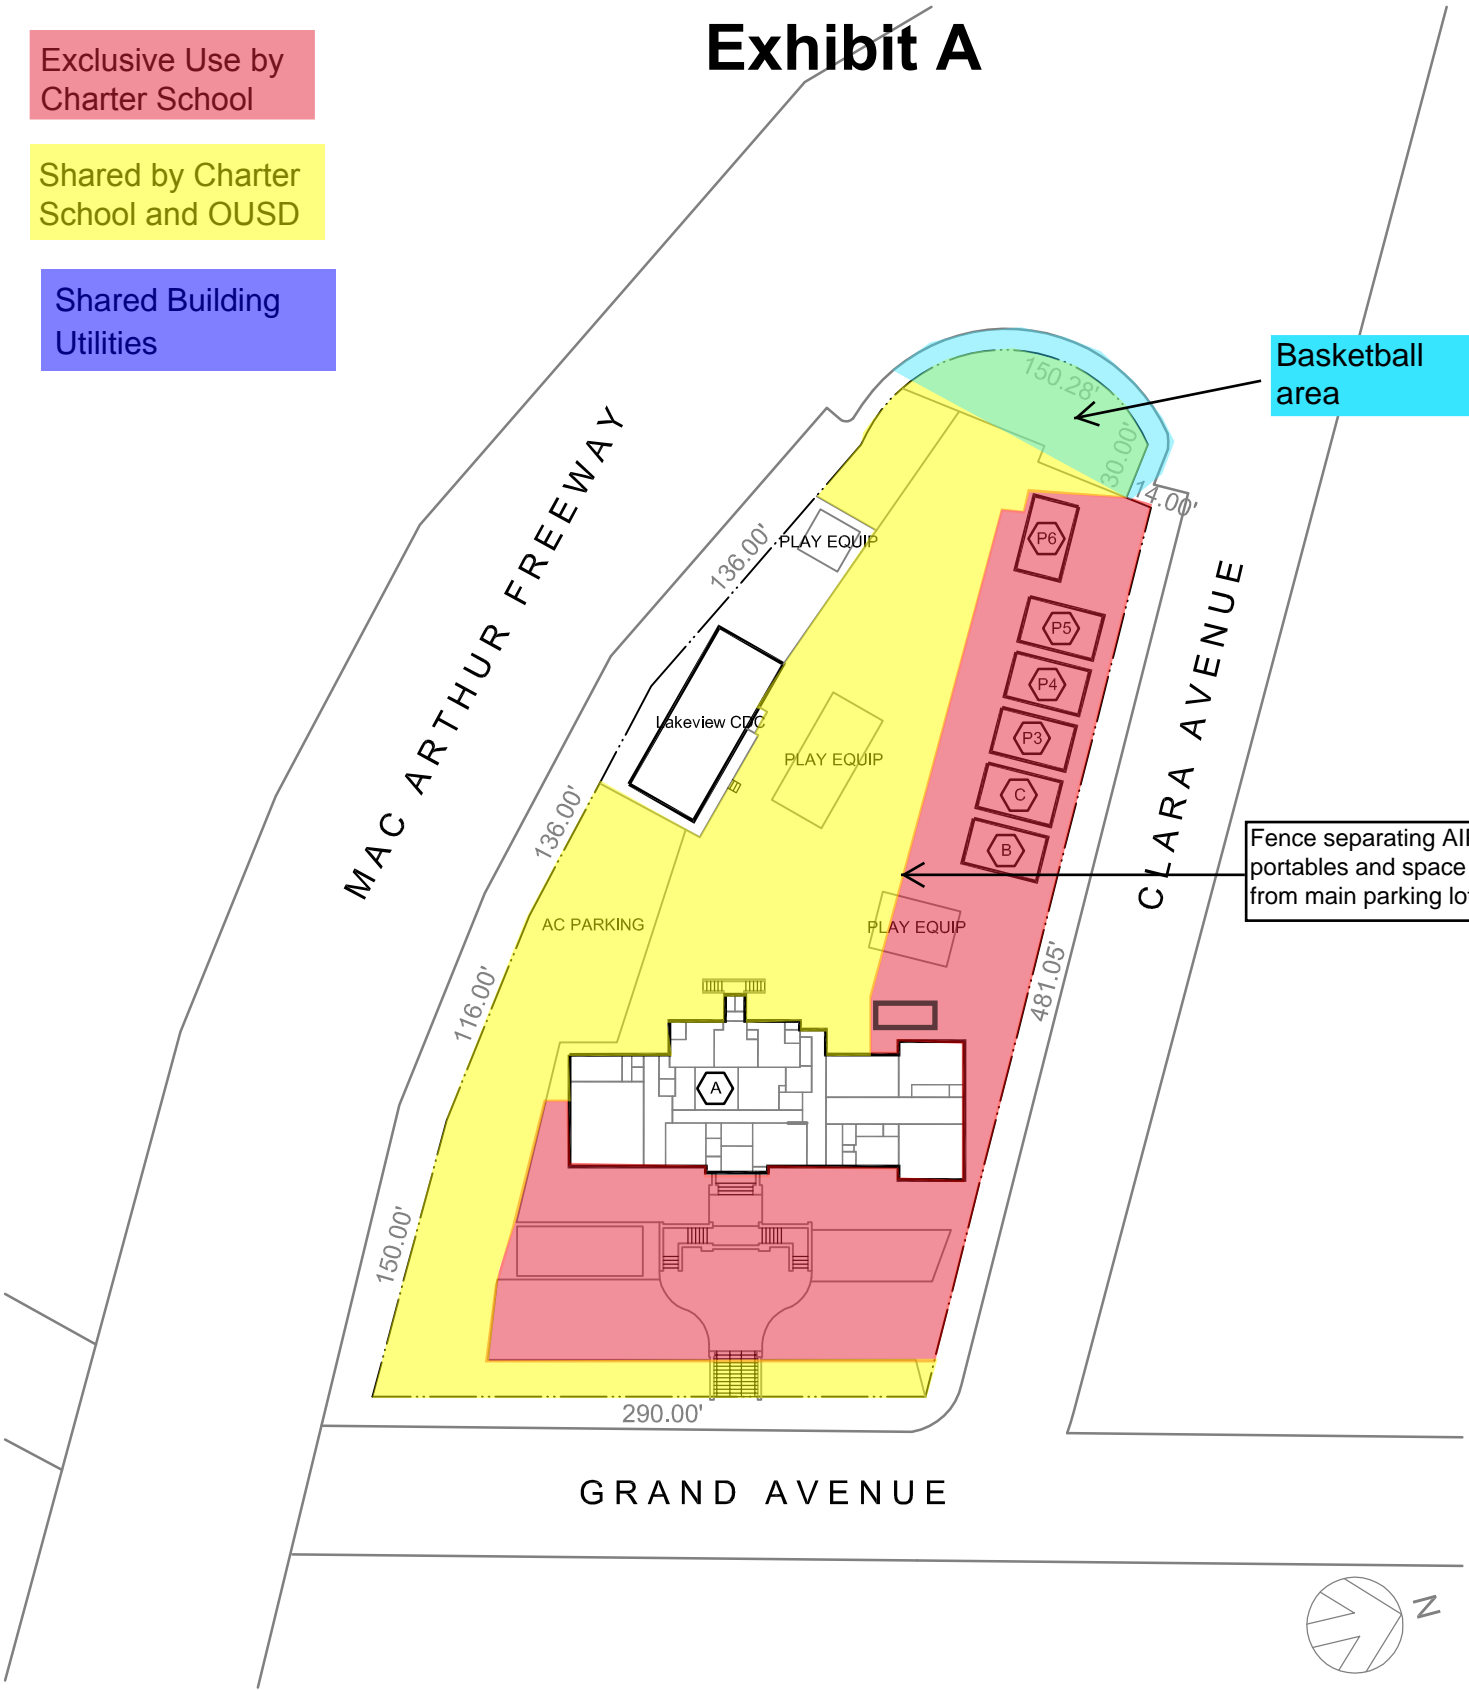 Exhibit A
Exclusive Use by
Charter School
Shared by Charter
School and OUSD
Shared Building
Utilities
Basketball
area
150.28'
30.00'
14.00'
136.00'
PLAY EQUIP
P6
P5
P4
P3
C
B
MAC ARTHUR FREEWAY
CLARA AVENUE
Lakeview CDC
PLAY EQUIP
136.00'
Fence separating
portables and space
from main parking
AC PARKING
PLAY EQUIP
116.00'
481.05'
A
150.00'
290.00'
GRAND AVENUE
N